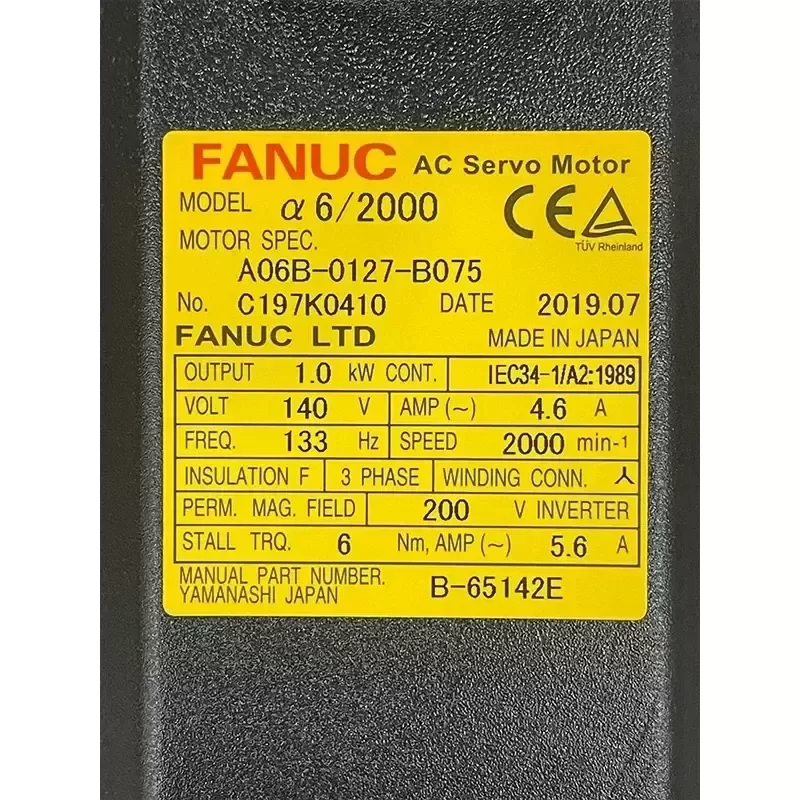 FANUC AC Servo Motor
MODEL α 6/2000
CE TÜV Rheinland
MOTOR SPEC.
A06B-0127-B075
No. C197K0410 DATE 2019.07
FANUC LTD MADE IN JAPAN
OUTPUT 1.0 kW CONT. IEC34-1/A2:1989
VOLT 140 V AMP (~) 4.6 A
FREQ. 133 Hz SPEED 2000 min-1
INSULATION F 3 PHASE WINDING CONN. 人
PERM. MAG. FIELD 200 V INVERTER
STALL TRQ. 6 Nm, AMP (~) 5.6 A
MANUAL PART NUMBER. B-65142E
YAMANASHI JAPAN